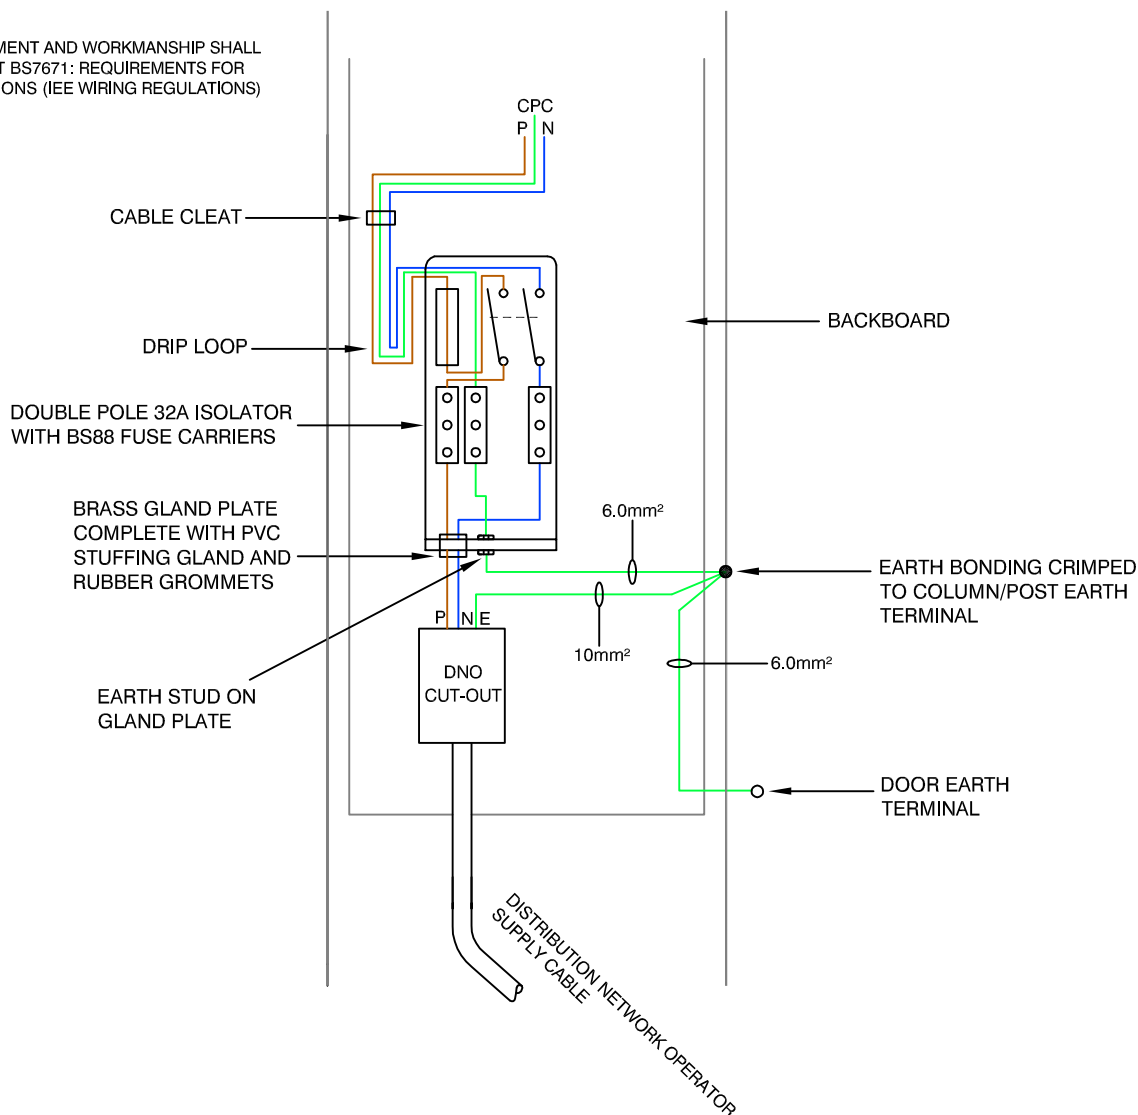 MENT AND WORKMANSHIP SHALL
BS7671: REQUIREMENTS FOR
ONS (IEE WIRING REGULATIONS)
CPC
P N
CABLE CLEAT
BACKBOARD
DRIP LOOP
DOUBLE POLE 32A ISOLATOR
WITH BS88 FUSE CARRIERS
BRASS GLAND PLATE
COMPLETE WITH PVC
STUFFING GLAND AND
RUBBER GROMMETS
6.0mm²
EARTH BONDING CRIMPED
TO COLUMN/POST EARTH
TERMINAL
P N E
10mm²
6.0mm²
DNO
CUT-OUT
EARTH STUD ON
GLAND PLATE
DOOR EARTH
TERMINAL
DISTRIBUTION NETWORK OPERATOR
SUPPLY CABLE